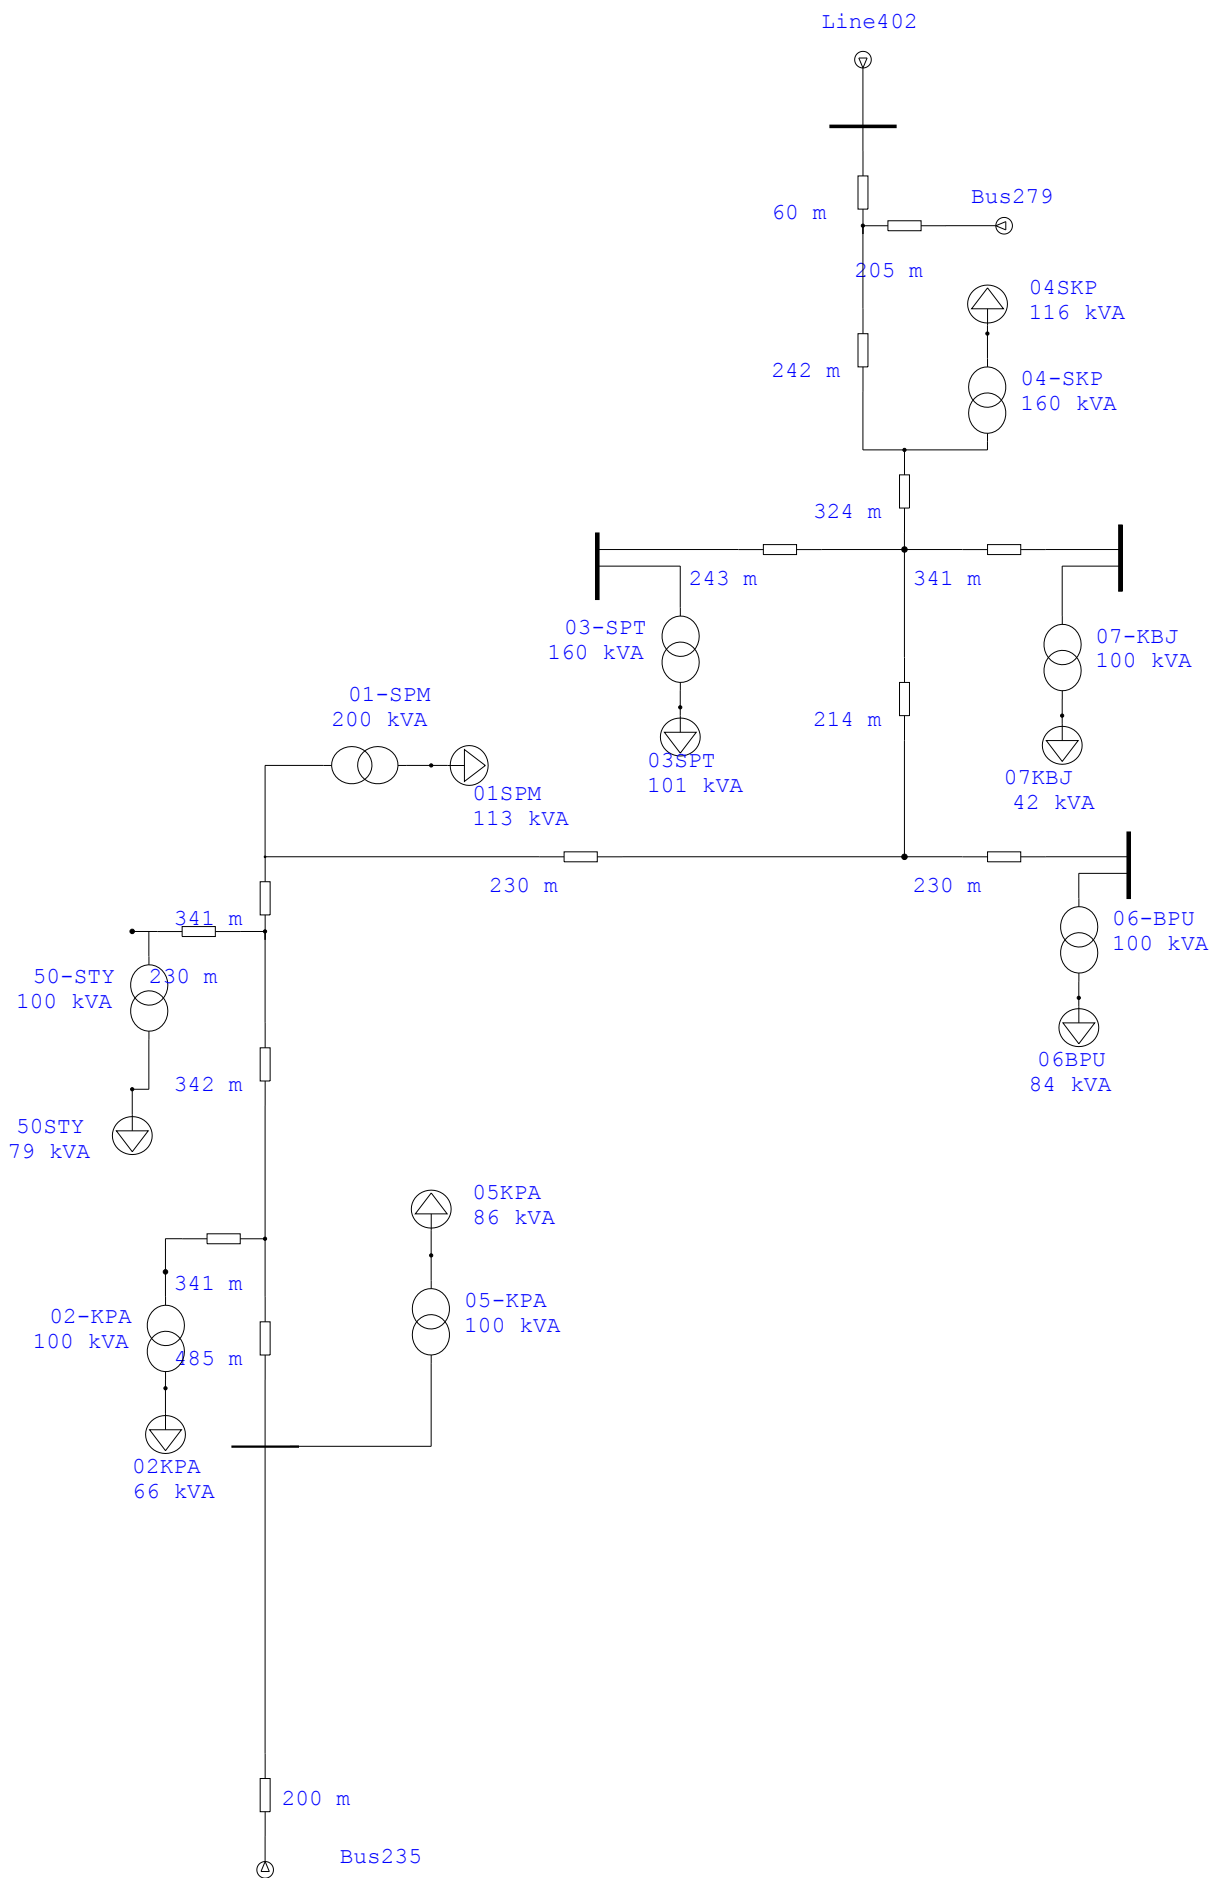 Line402
60 m
Bus279
205 m
04SKP
116 kVA
242 m
04-SKP
160 kVA
324 m
243 m
341 m
03-SPT
160 kVA
07-KBJ
100 kVA
01-SPM
200 kVA
214 m
03SPT
101 kVA
07KBJ
42 kVA
01SPM
113 kVA
230 m
230 m
341 m
06-BPU
100 kVA
50-STY
100 kVA
230 m
06BPU
84 kVA
342 m
50STY
79 kVA
05KPA
86 kVA
341 m
02-KPA
100 kVA
05-KPA
100 kVA
485 m
02KPA
66 kVA
200 m
Bus235